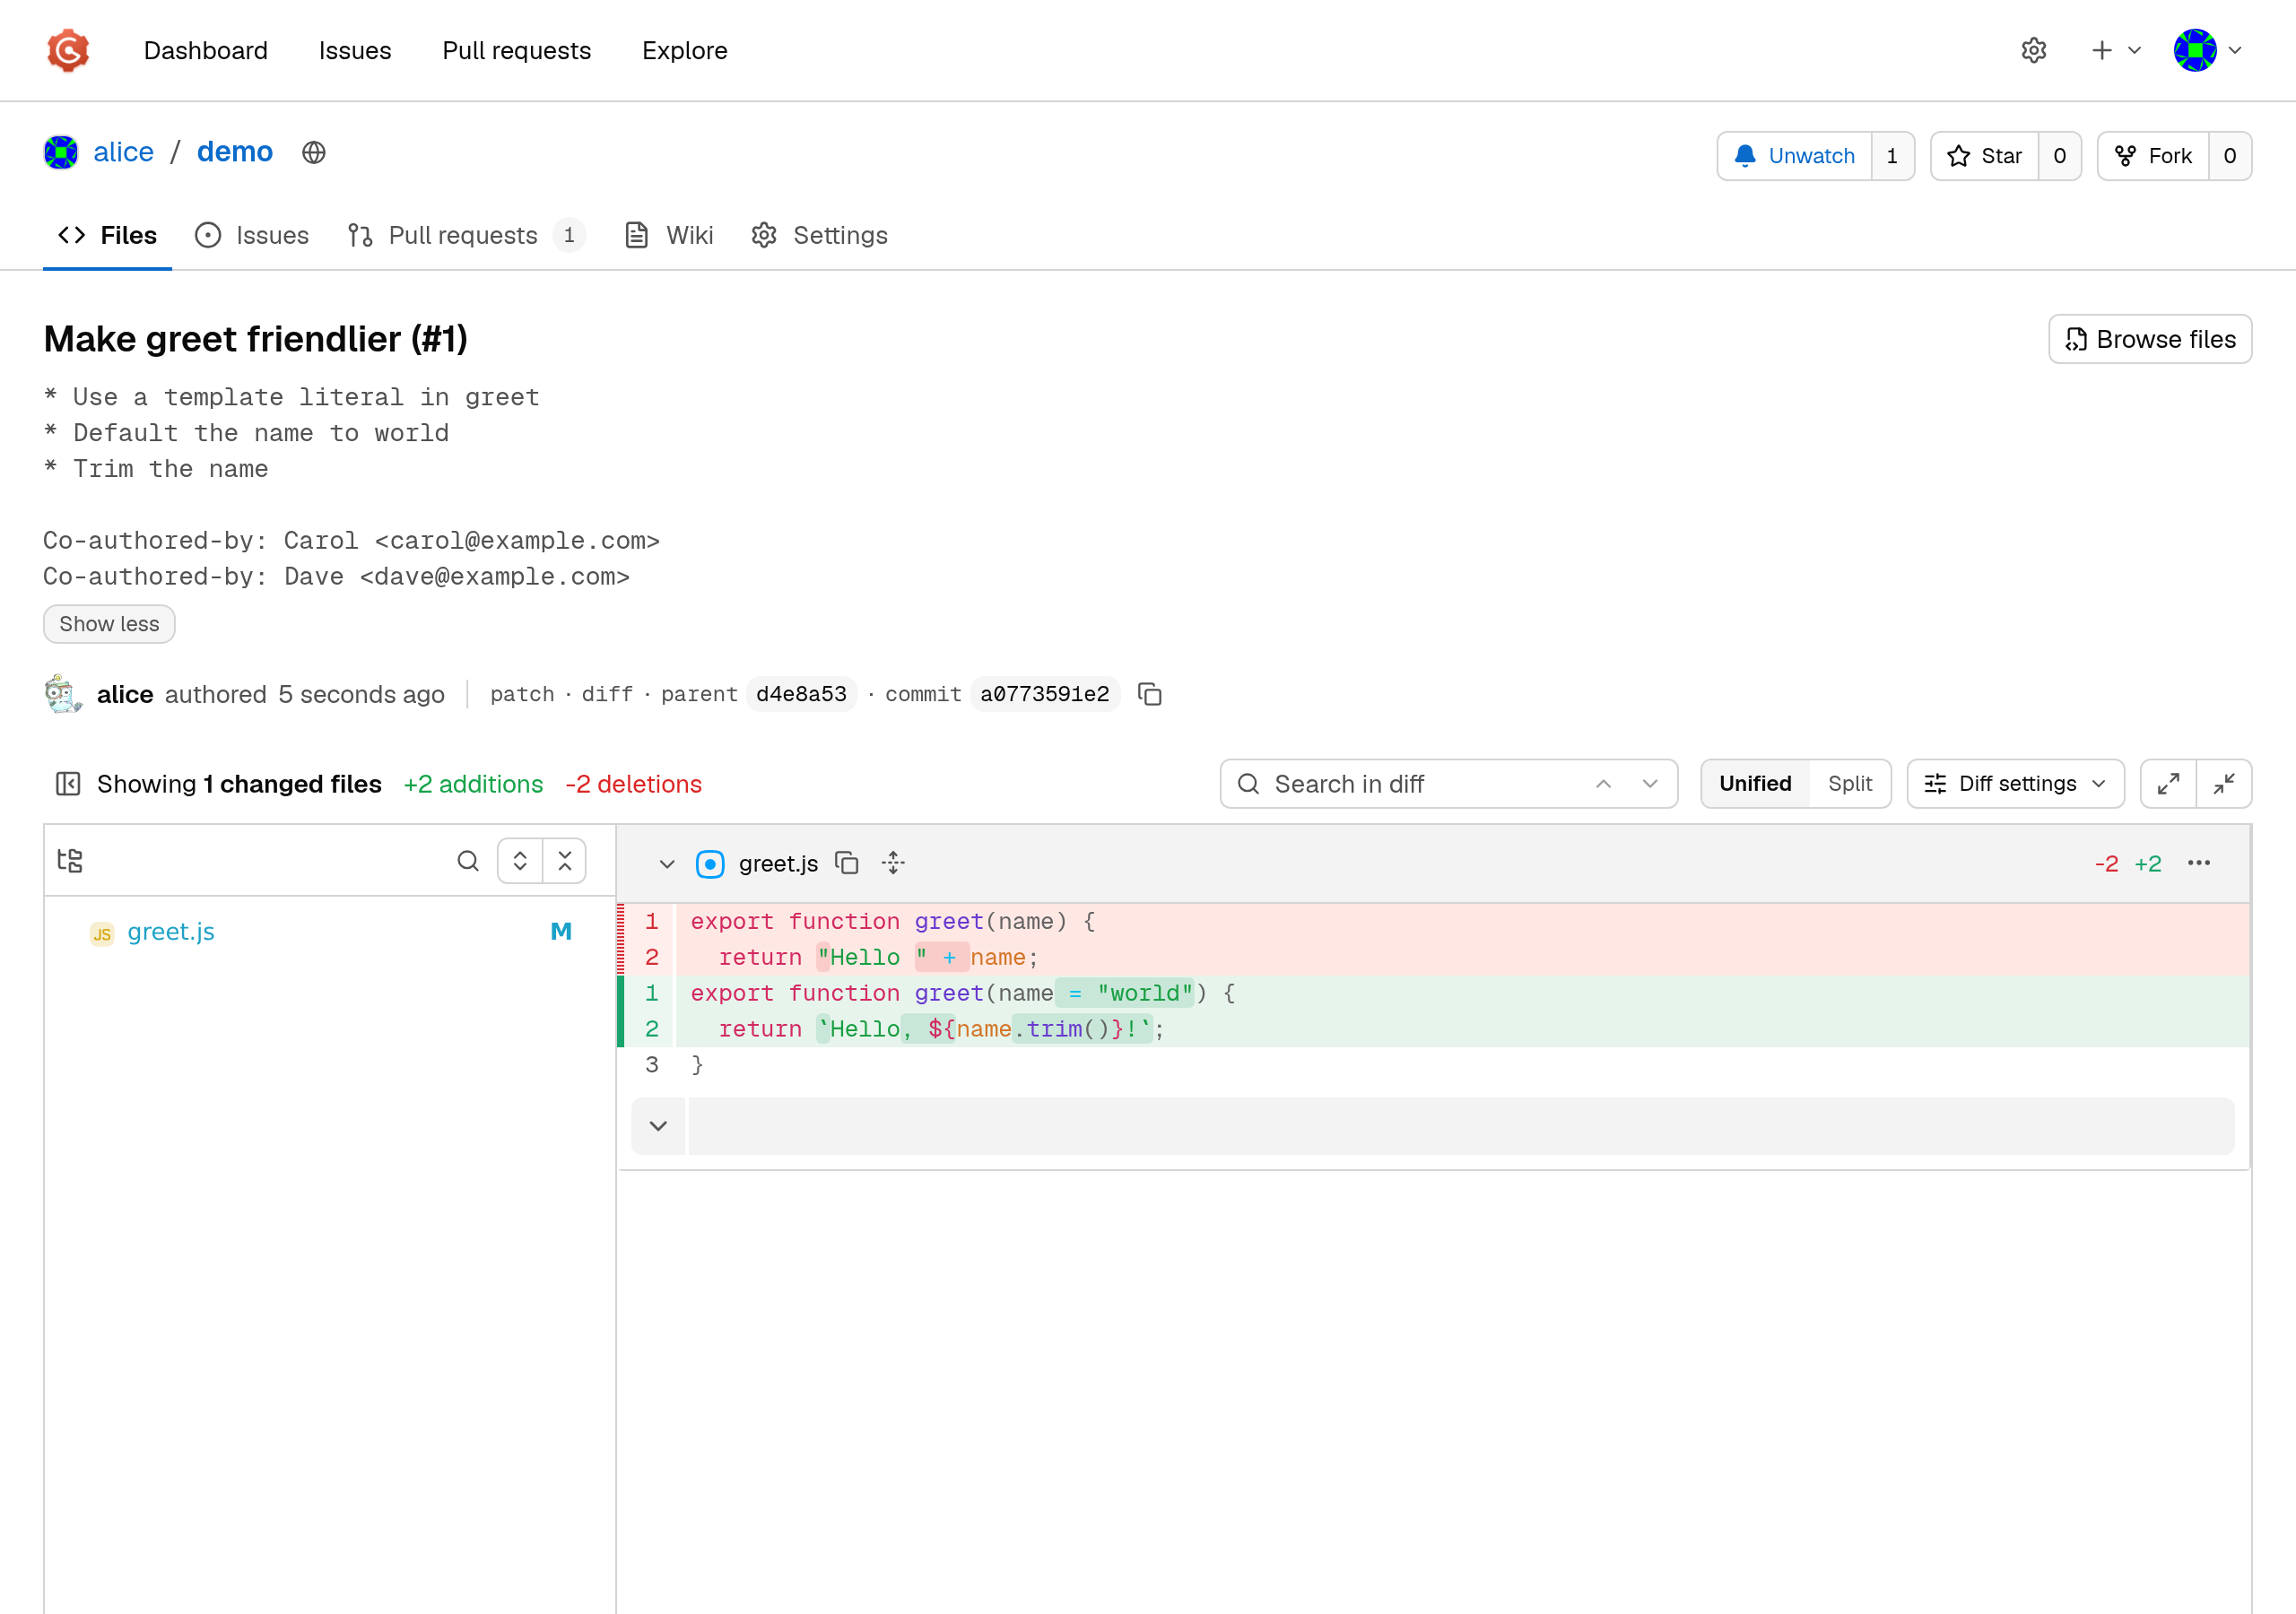 Dashboard Issues Pull requests Explore
alice / demo
Unwatch 1 Star 0 Fork 0
Files Issues Pull requests 1 Wiki Settings
Make greet friendlier (#1)
Browse files
* Use a template literal in greet
* Default the name to world
* Trim the name
Co-authored-by: Carol <carol@example.com>
Co-authored-by: Dave <dave@example.com>
Show less
alice authored 5 seconds ago patch · diff · parent d4e8a53 · commit a0773591e2
Showing 1 changed files +2 additions -2 deletions
Search in diff Unified Split Diff settings
greet.js -2 +2
JS greet.js M
1 export function greet(name) {
2 return "Hello " + name;
1 export function greet(name = "world") {
2 return `Hello, ${name.trim()}!`;
3 }